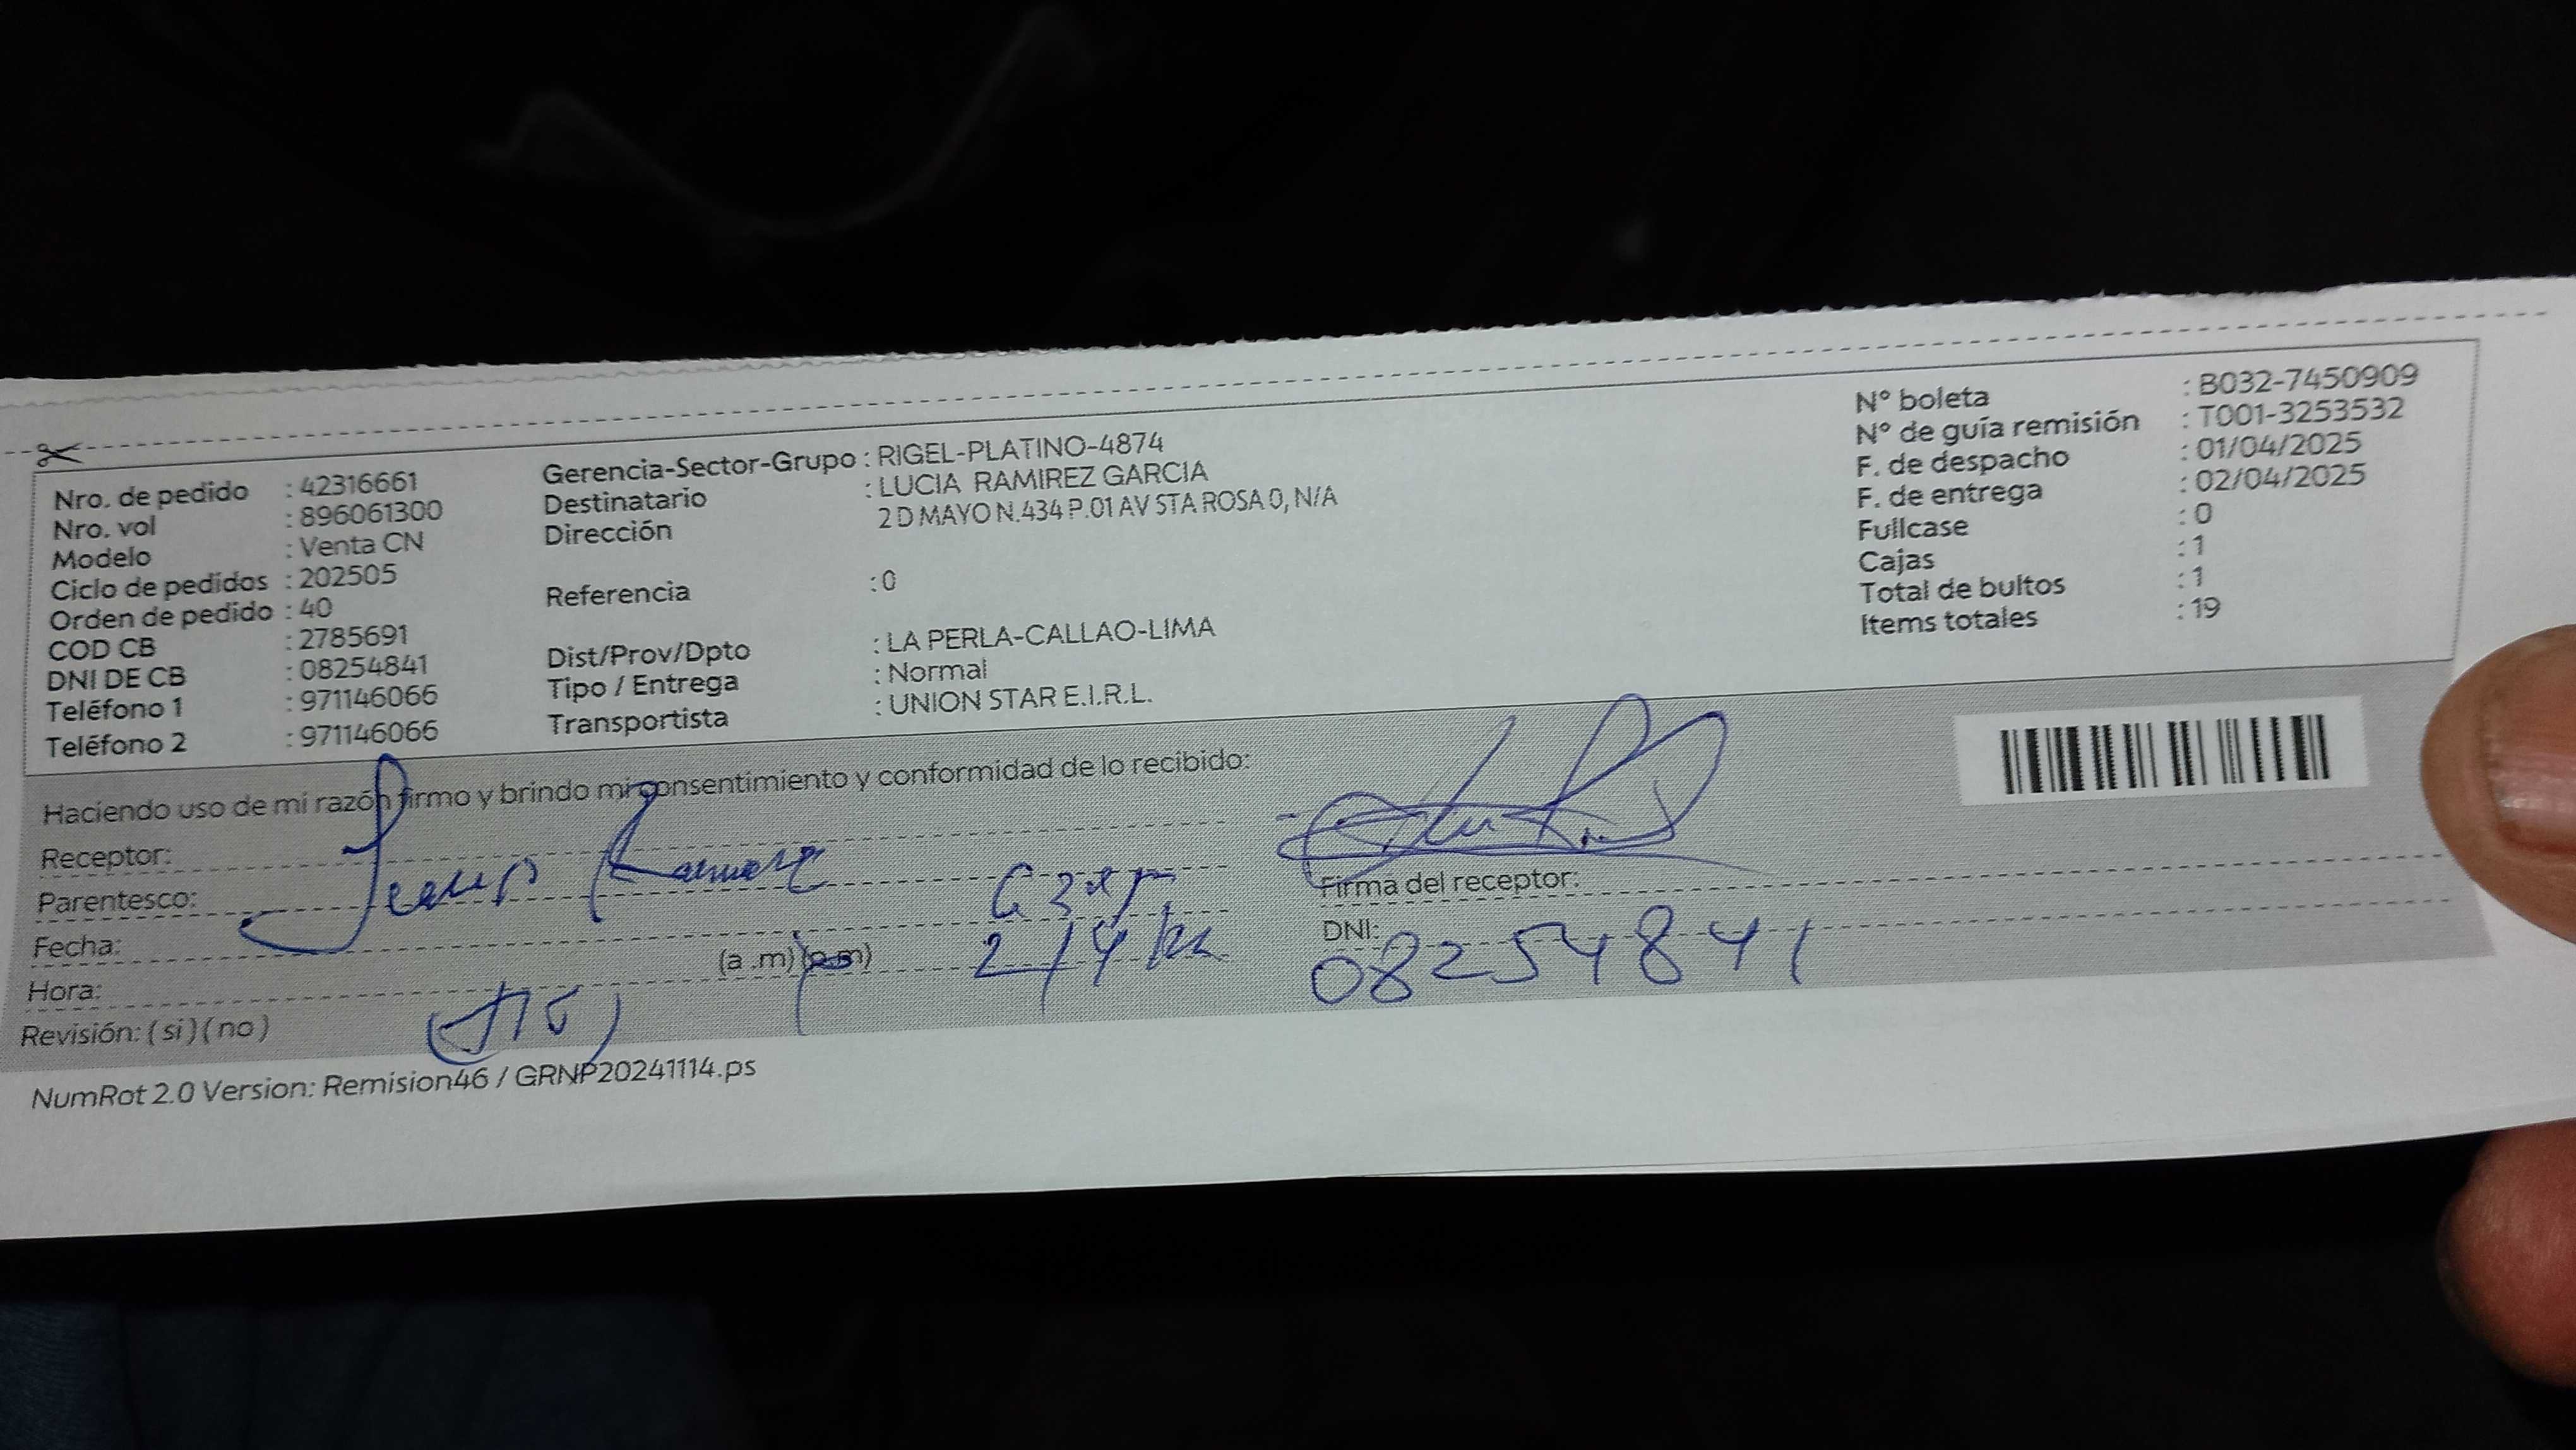 Nro. de pedido : 42316661
Nro. vol : 896061300
Modelo : Venta CN
Ciclo de pedidos : 202505
Orden de pedido : 40
COD CB : 2785691
DNI DE CB : 08254841
Teléfono 1 : 971146066
Teléfono 2 : 971146066
Gerencia-Sector-Grupo : RIGEL-PLATINO-4874
Destinatario : LUCIA RAMIREZ GARCIA
Dirección 2 D MAYO N.434 P.01 AV STA ROSA 0, N/A
Referencia : 0
Dist/Prov/Dpto : LA PERLA-CALLAO-LIMA
Tipo / Entrega : Normal
Transportista : UNION STAR E.I.R.L.
N° boleta : B032-7450909
N° de guía remisión : T001-3253532
F. de despacho : 01/04/2025
F. de entrega : 02/04/2025
Fullcase : 0
Cajas : 1
Total de bultos : 1
Items totales : 19
Haciendo uso de mi razón firmo y brindo mi consentimiento y conformidad de lo recibido:
Receptor:
Parentesco:
Fecha:
Hora: (a .m) (p.m)
Revisión: ( si ) ( no )
Firma del receptor:
DNI:
08254841
NumRot 2.0 Version: Remision46 / GRNP20241114.ps